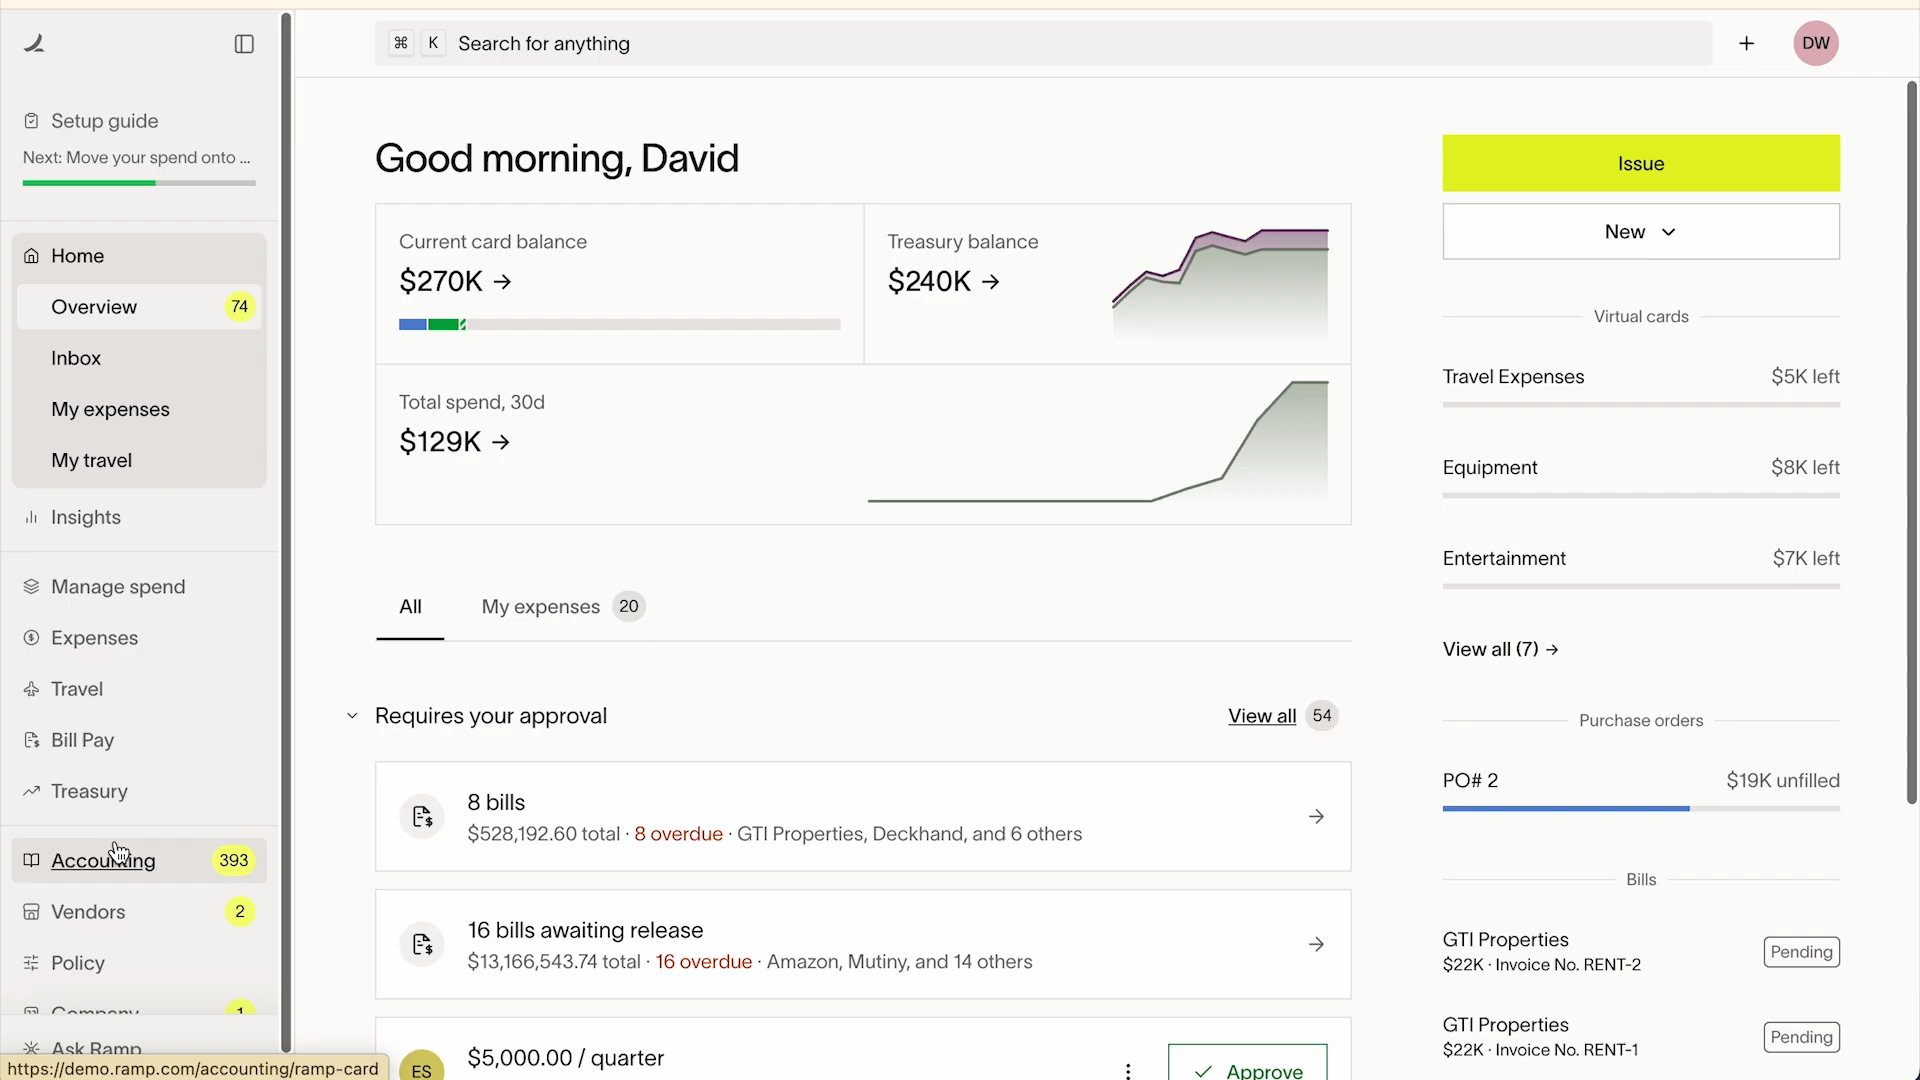 ⌘ K Search for anything
DW
Setup guide
Next: Move your spend onto ...
Home
Overview 74
Inbox
My expenses
My travel
Insights
Manage spend
Expenses
Travel
Bill Pay
Treasury
Accounting 393
Vendors 2
Policy
Company 1
Ask Ramp
https://demo.ramp.com/accounting/ramp-card
Good morning, David
Current card balance
$270K →
Treasury balance
$240K →
Total spend, 30d
$129K →
All
My expenses 20
Requires your approval
View all 54
8 bills
$528,192.60 total · 8 overdue · GTI Properties, Deckhand, and 6 others
16 bills awaiting release
$13,166,543.74 total · 16 overdue · Amazon, Mutiny, and 14 others
ES
$5,000.00 / quarter
Approve
Issue
New
Virtual cards
Travel Expenses $5K left
Equipment $8K left
Entertainment $7K left
View all (7) →
Purchase orders
PO# 2 $19K unfilled
Bills
GTI Properties
$22K · Invoice No. RENT-2
Pending
GTI Properties
$22K · Invoice No. RENT-1
Pending